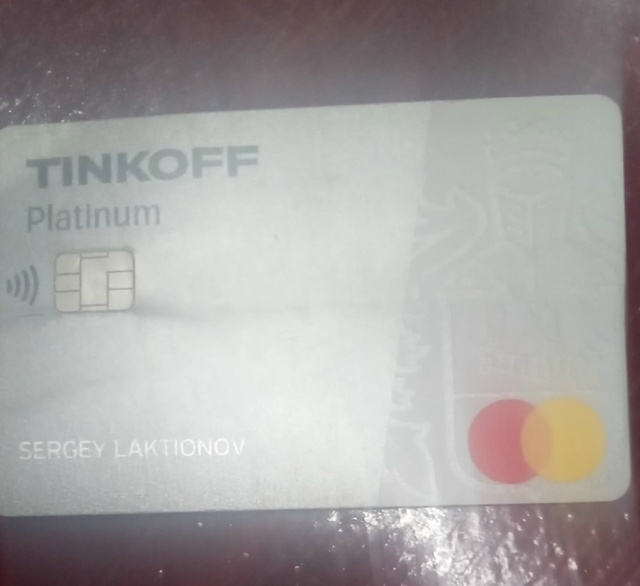 TINKOFF
Platinum
SERGEY LAKTIONOV